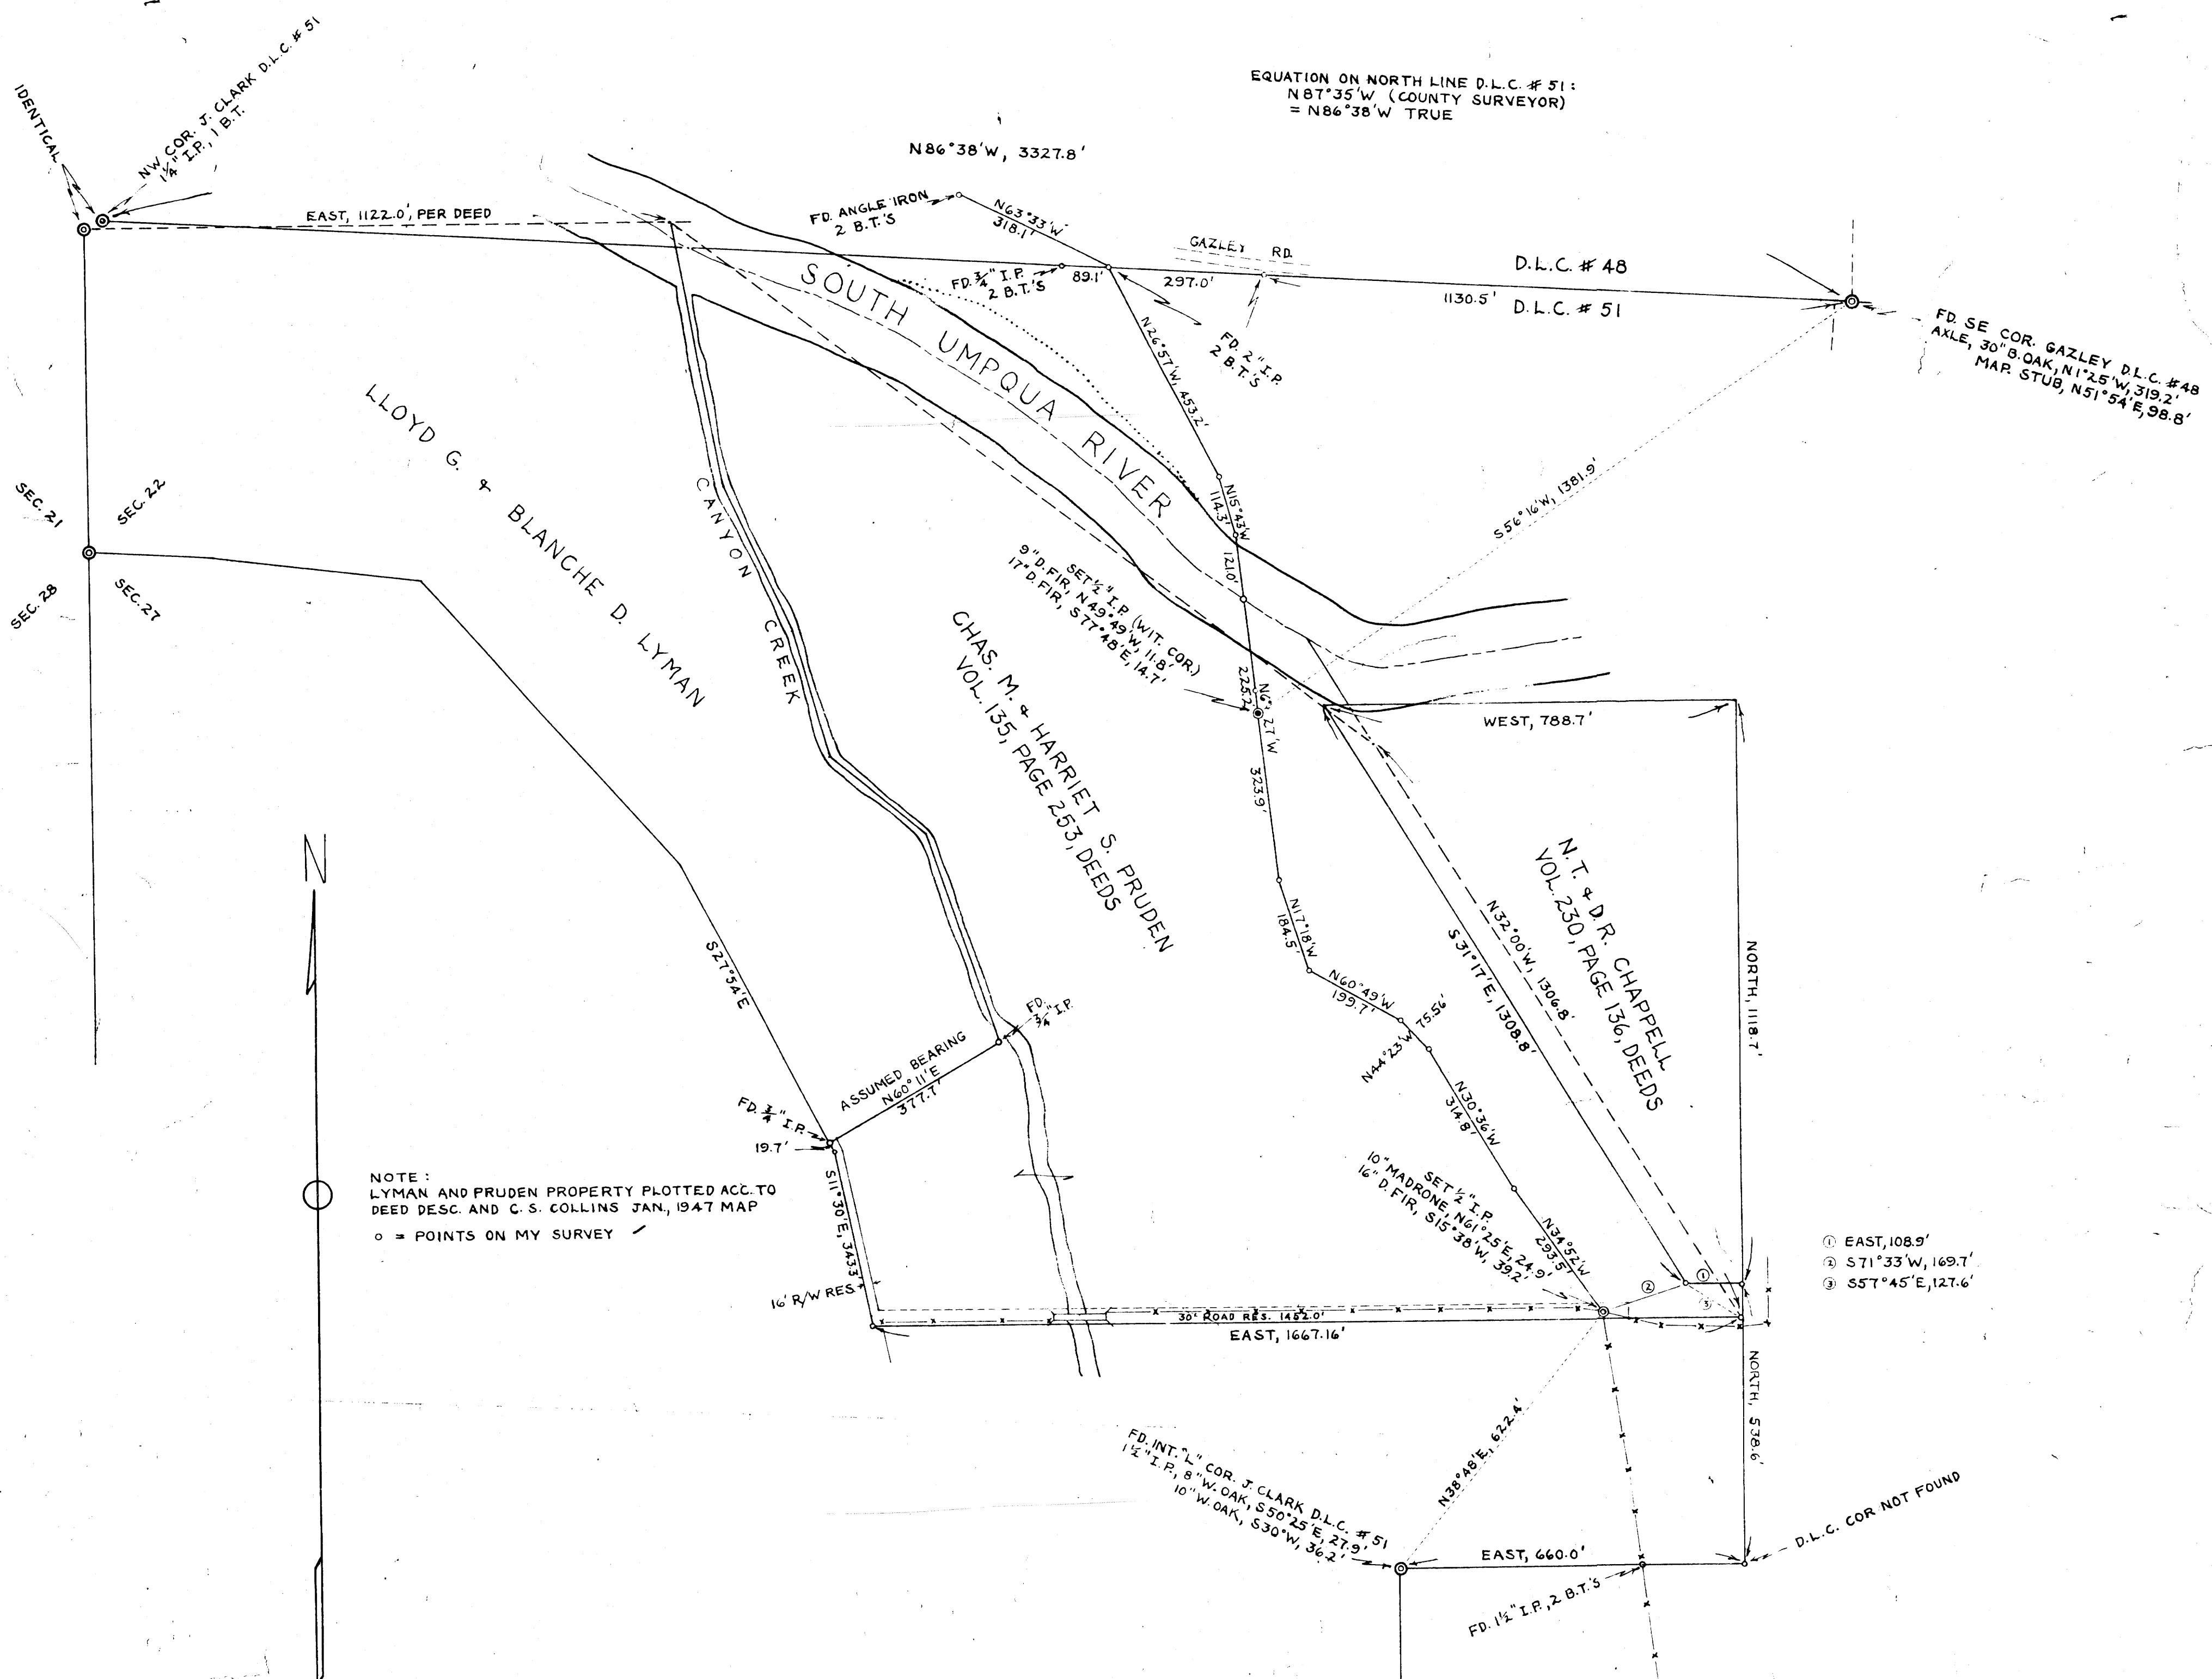 EQUATION ON NORTH LINE D.L.C. # 51:
N87°35'W (COUNTY SURVEYOR)
= N86°38'W TRUE
N86°38'W, 3327.8'
IDENTICAL
NW COR. J. CLARK D.L.C. # 51
1¼" I.P., 1 B.T.
EAST, 1122.0', PER DEED
FD. ANGLE IRON
2 B.T.'S
N63°33'W
318.1'
GAZLEY RD.
FD. ¾" I.P.
2 B.T.'S
89.1'
297.0'
D.L.C. # 48
1130.5'
D.L.C. # 51
FD. SE COR. GAZLEY D.L.C. #48
AXLE, 30" B.OAK, N1°25'W, 319.2'
MAP. STUB, N51°54'E, 98.8'
FD. 2" I.P.
2 B.T.'S
SOUTH UMPQUA RIVER
N26°57'W, 453.2'
N15°43'W
114.3'
121.0'
S56°16'W, 1381.9'
SEC. 21
SEC. 22
SEC. 28
SEC. 27
LLOYD G. & BLANCHE D. LYMAN
CANYON CREEK
SET ½" I.P. (WIT. COR.)
9" D.FIR, N49°49'W, 11.8'
17" D.FIR, S77°48'E, 14.7'
N6°27'W
225.2'
323.9'
CHAS. M. & HARRIET S. PRUDEN
VOL. 135, PAGE 253, DEEDS
WEST, 788.7'
N. T. & D.R. CHAPPELL
VOL. 230, PAGE 136, DEEDS
N32°00'W, 1306.8'
S31°17'E, 1308.8'
NORTH, 1118.7'
N
N17°18'W
184.5'
N60°49'W
199.7'
N44°23'W 75.56'
N30°36'W
314.8'
S27°54'E
FD.
¾" I.P.
ASSUMED BEARING
N60°11'E
377.7'
FD. ¾" I.P.
19.7'
S11°30'E, 343.3'
16' R/W RES.
NOTE:
LYMAN AND PRUDEN PROPERTY PLOTTED ACC. TO
DEED DESC. AND C. S. COLLINS JAN., 1947 MAP
o = POINTS ON MY SURVEY
SET ½" I.P.
10" MADRONE, N61°25'E, 24.9'
16" D.FIR, S15°38'W, 39.2'
N34°52'W
293.5'
①
②
③
① EAST, 108.9'
② S71°33'W, 169.7'
③ S57°45'E, 127.6'
30' ROAD RES. 1452.0'
EAST, 1667.16'
NORTH, 538.6'
N38°48'E, 622.4'
FD. INT. "L" COR. J. CLARK D.L.C. # 51
1½" I.P., 8" W.OAK, S50°25'E, 27.9'
10" W.OAK, S30°W, 36.2'
EAST, 660.0'
D.L.C. COR NOT FOUND
FD. 1½" I.P., 2 B.T.'S